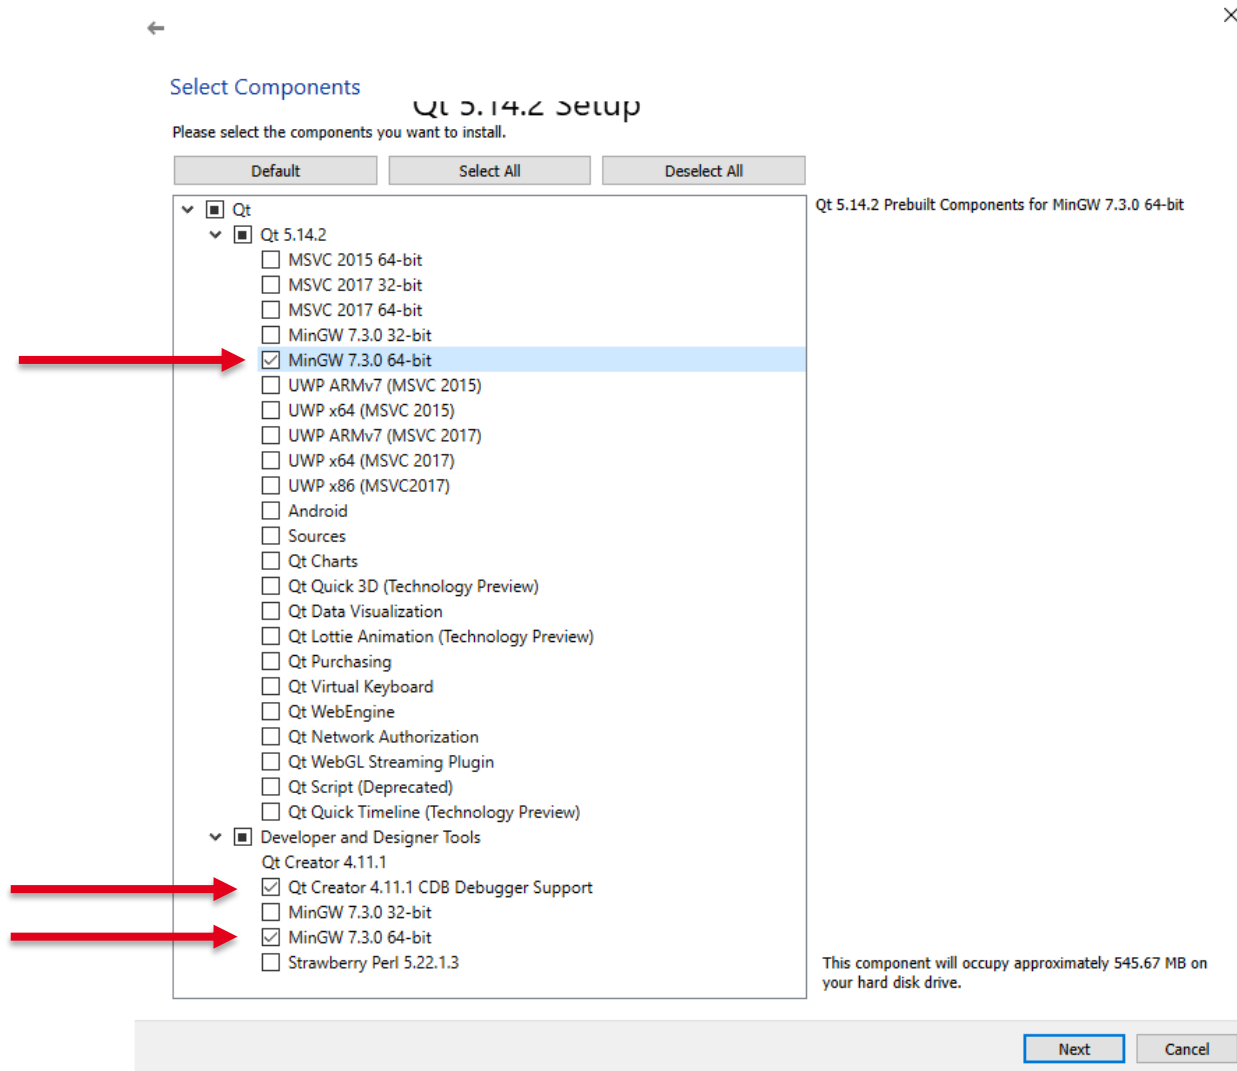 Select Components
Qt 5.14.2 Setup
Please select the components you want to install.
Default
Select All
Deselect All
Qt
Qt 5.14.2
MSVC 2015 64-bit
MSVC 2017 32-bit
MSVC 2017 64-bit
MinGW 7.3.0 32-bit
MinGW 7.3.0 64-bit
UWP ARMv7 (MSVC 2015)
UWP x64 (MSVC 2015)
UWP ARMv7 (MSVC 2017)
UWP x64 (MSVC 2017)
UWP x86 (MSVC2017)
Android
Sources
Qt Charts
Qt Quick 3D (Technology Preview)
Qt Data Visualization
Qt Lottie Animation (Technology Preview)
Qt Purchasing
Qt Virtual Keyboard
Qt WebEngine
Qt Network Authorization
Qt WebGL Streaming Plugin
Qt Script (Deprecated)
Qt Quick Timeline (Technology Preview)
Developer and Designer Tools
Qt Creator 4.11.1
Qt Creator 4.11.1 CDB Debugger Support
MinGW 7.3.0 32-bit
MinGW 7.3.0 64-bit
Strawberry Perl 5.22.1.3
Qt 5.14.2 Prebuilt Components for MinGW 7.3.0 64-bit
This component will occupy approximately 545.67 MB on
your hard disk drive.
Next
Cancel